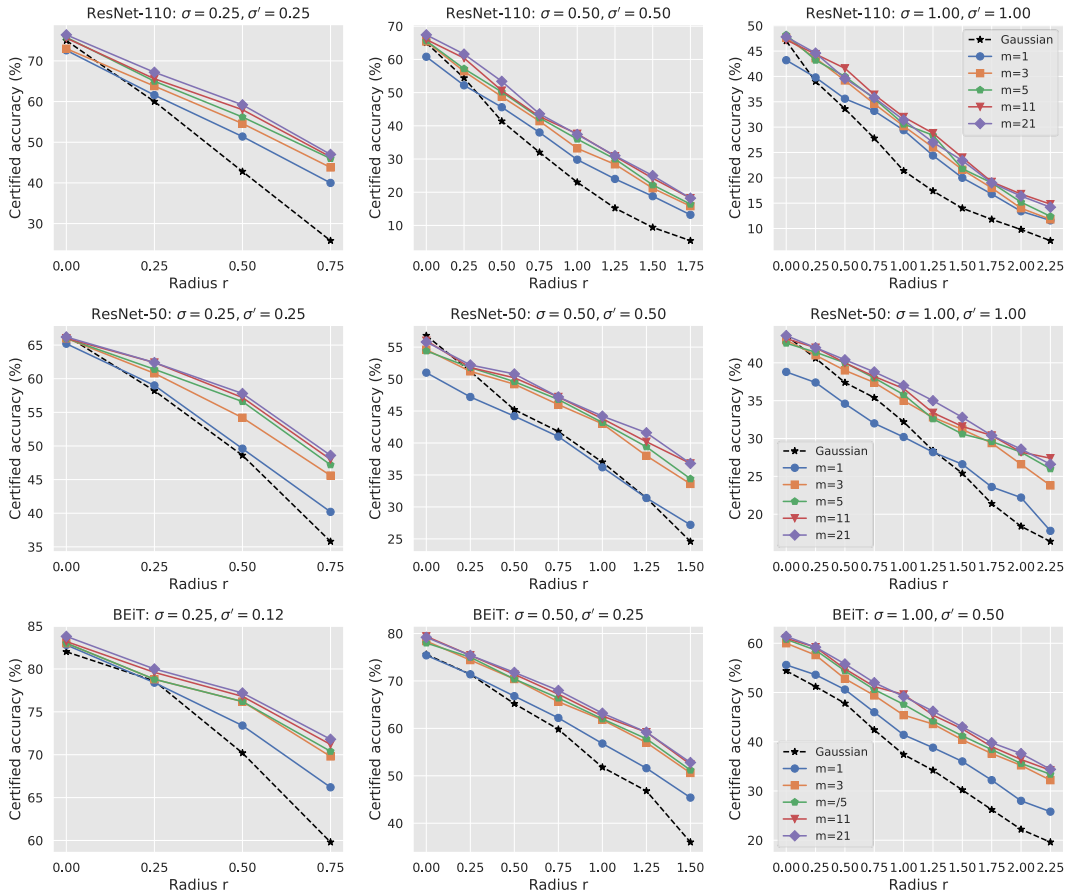 ResNet-110: σ = 0.25, σ′ = 0.25
Certified accuracy (%)
70
60
50
40
30
0.00 0.25 0.50 0.75
Radius r
ResNet-110: σ = 0.50, σ′ = 0.50
Certified accuracy (%)
70
60
50
40
30
20
10
0.00 0.25 0.50 0.75 1.00 1.25 1.50 1.75
Radius r
ResNet-110: σ = 1.00, σ′ = 1.00
Certified accuracy (%)
50
45
40
35
30
25
20
15
10
0.00 0.25 0.50 0.75 1.00 1.25 1.50 1.75 2.00 2.25
Radius r
Gaussian
m=1
m=3
m=5
m=11
m=21
ResNet-50: σ = 0.25, σ′ = 0.25
Certified accuracy (%)
65
60
55
50
45
40
35
0.00 0.25 0.50 0.75
Radius r
ResNet-50: σ = 0.50, σ′ = 0.50
Certified accuracy (%)
55
50
45
40
35
30
25
0.00 0.25 0.50 0.75 1.00 1.25 1.50
Radius r
ResNet-50: σ = 1.00, σ′ = 1.00
Certified accuracy (%)
40
35
30
25
20
0.00 0.25 0.50 0.75 1.00 1.25 1.50 1.75 2.00 2.25
Radius r
Gaussian
m=1
m=3
m=5
m=11
m=21
BEiT: σ = 0.25, σ′ = 0.12
Certified accuracy (%)
85
80
75
70
65
60
0.00 0.25 0.50 0.75
Radius r
BEiT: σ = 0.50, σ′ = 0.25
Certified accuracy (%)
80
70
60
50
40
0.00 0.25 0.50 0.75 1.00 1.25 1.50
Radius r
BEiT: σ = 1.00, σ′ = 0.50
Certified accuracy (%)
60
50
40
30
20
0.00 0.25 0.50 0.75 1.00 1.25 1.50 1.75 2.00 2.25
Radius r
Gaussian
m=1
m=3
m=/5
m=11
m=21